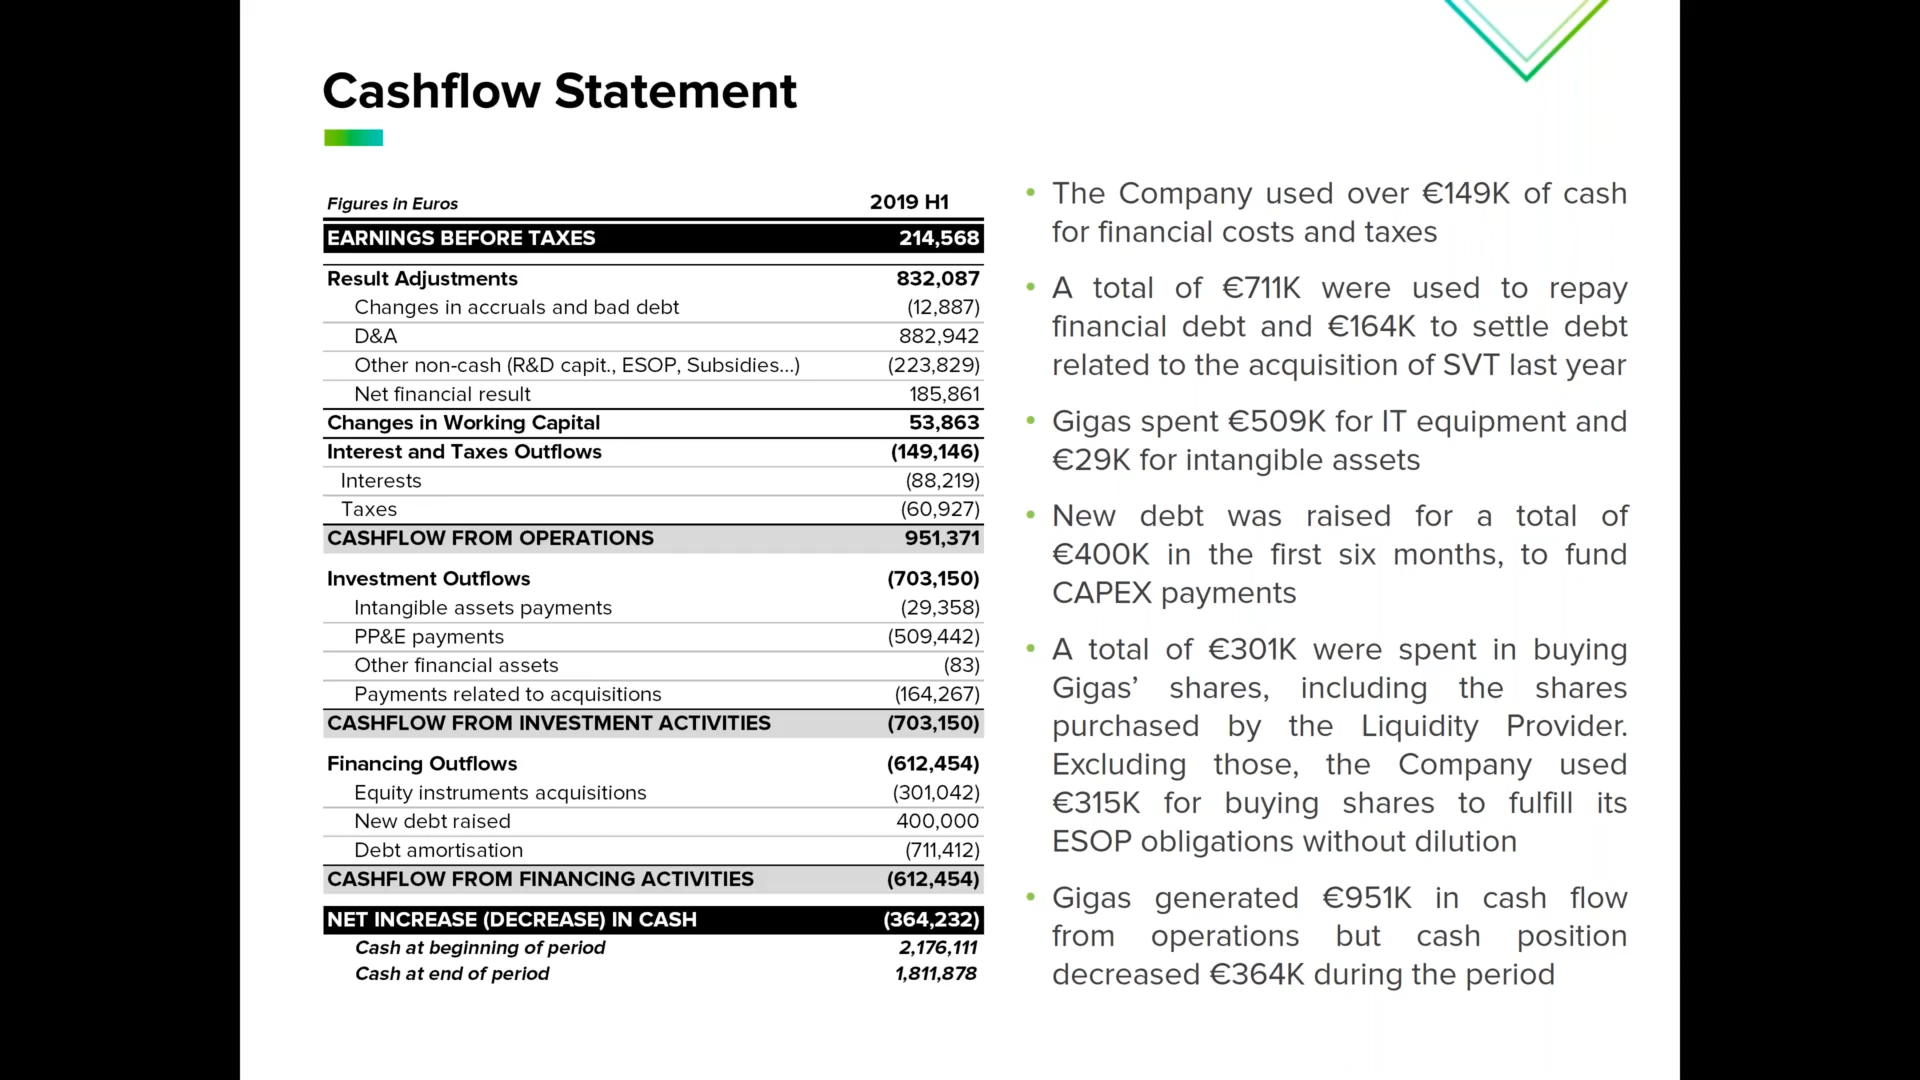 Cashflow Statement
Figures in Euros 2019 H1
EARNINGS BEFORE TAXES 214,568
Result Adjustments 832,087
Changes in accruals and bad debt (12,887)
D&A 882,942
Other non-cash (R&D capit., ESOP, Subsidies...) (223,829)
Net financial result 185,861
Changes in Working Capital 53,863
Interest and Taxes Outflows (149,146)
Interests (88,219)
Taxes (60,927)
CASHFLOW FROM OPERATIONS 951,371
Investment Outflows (703,150)
Intangible assets payments (29,358)
PP&E payments (509,442)
Other financial assets (83)
Payments related to acquisitions (164,267)
CASHFLOW FROM INVESTMENT ACTIVITIES (703,150)
Financing Outflows (612,454)
Equity instruments acquisitions (301,042)
New debt raised 400,000
Debt amortisation (711,412)
CASHFLOW FROM FINANCING ACTIVITIES (612,454)
NET INCREASE (DECREASE) IN CASH (364,232)
Cash at beginning of period 2,176,111
Cash at end of period 1,811,878
• The Company used over €149K of cash
for financial costs and taxes
• A total of €711K were used to repay
financial debt and €164K to settle debt
related to the acquisition of SVT last year
• Gigas spent €509K for IT equipment and
€29K for intangible assets
• New debt was raised for a total of
€400K in the first six months, to fund
CAPEX payments
• A total of €301K were spent in buying
Gigas' shares, including the shares
purchased by the Liquidity Provider.
Excluding those, the Company used
€315K for buying shares to fulfill its
ESOP obligations without dilution
• Gigas generated €951K in cash flow
from operations but cash position
decreased €364K during the period